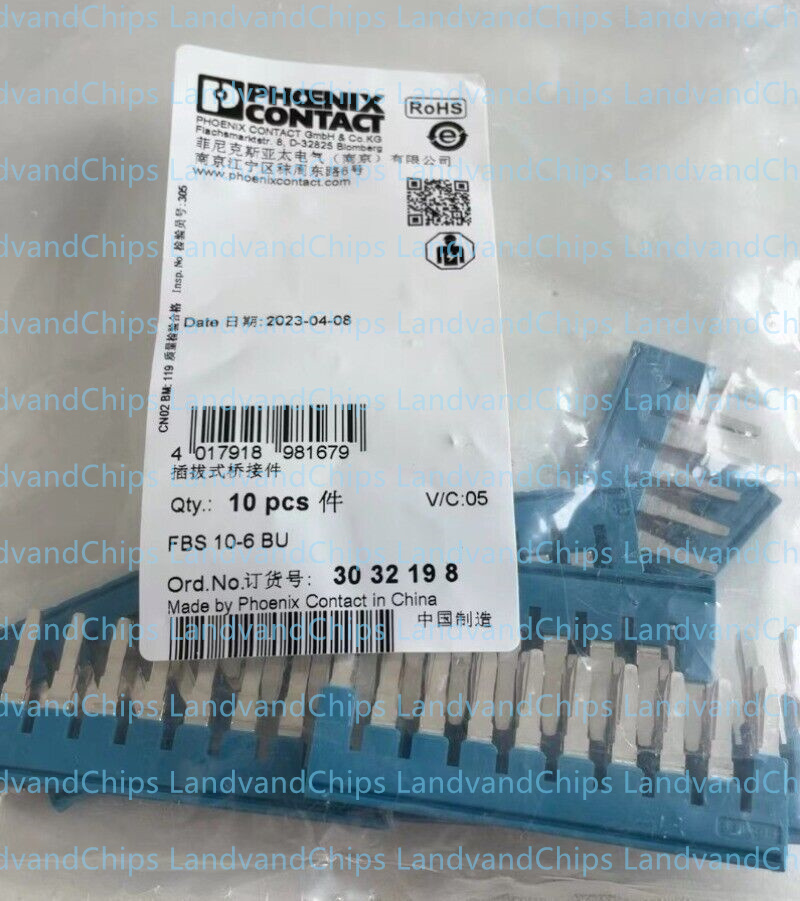 PHOENIX
CONTACT
RoHS
e
PHOENIX CONTACT GmbH & Co.KG
Flachsmarktstr. 8, D-32825 Blomberg
菲尼克斯亚太电气（南京）有限公司
南京江宁区秣周东路8号
www.phoenixcontact.com
CN02 BM: 119 质量检验合格 Insp. No 检验员号: 305
Date 日期: 2023-04-08
4 017918 981679
插拔式桥接件
Qty.: 10 pcs 件
V/C:05
FBS 10-6 BU
Ord.No.订货号: 30 32 19 8
Made by Phoenix Contact in China
中国制造
LandvandChips